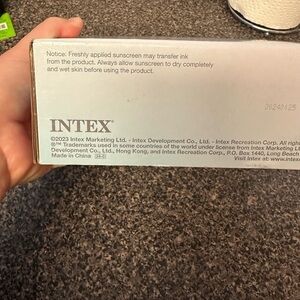 Notice: Freshly applied sunscreen may transfer ink
from the product. Always allow sunscreen to dry completely
and wet skin before using the product.
20240425
INTEX®
©2023 Intex Marketing Ltd. - Intex Development Co., Ltd. - Intex Recreation Corp. All right
®™ Trademarks used in some countries of the world under license from Intex Marketing L
Development Co., Ltd., Hong Kong, and Intex Recreation Corp., P.O. Box 1440, Long Beach
Visit Intex at: www.intex
Made in China